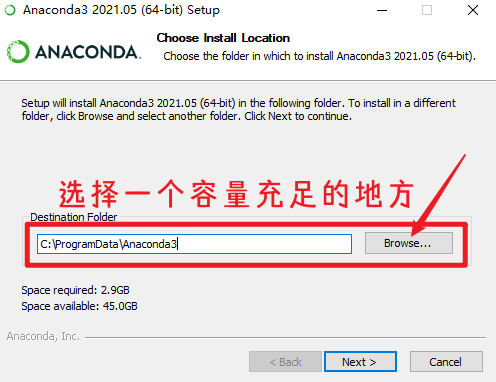 Anaconda3 2021.05 (64-bit) Setup
ANACONDA.
Choose Install Location
Choose the folder in which to install Anaconda3 2021.05 (64-bit).
Setup will install Anaconda3 2021.05 (64-bit) in the following folder. To install in a different
folder, click Browse and select another folder. Click Next to continue.
选择一个容量充足的地方
Destination Folder
C:\ProgramData\Anaconda3
Browse...
Space required: 2.9GB
Space available: 45.0GB
Anaconda, Inc.
< Back
Next >
Cancel